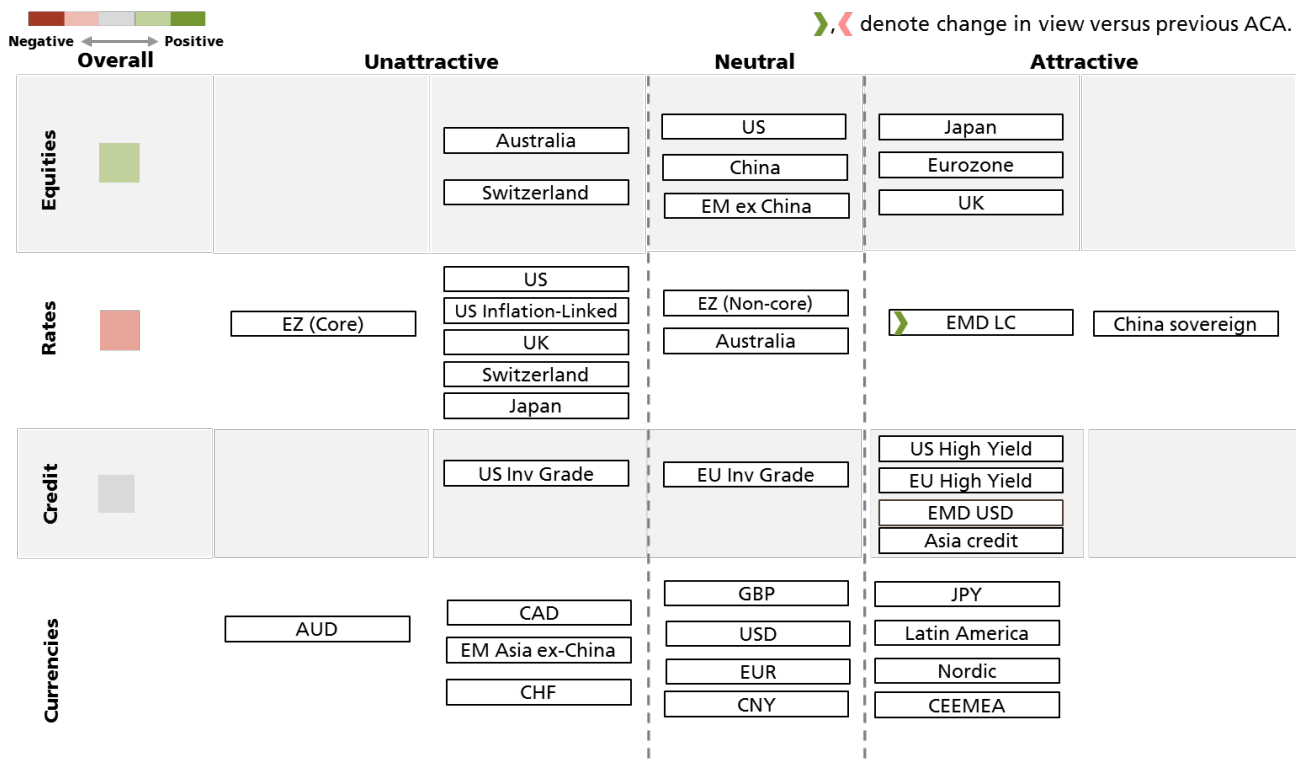 ❯,❮ denote change in view versus previous ACA.
Negative Positive
Overall Unattractive Neutral Attractive
Equities
Australia
Switzerland
US
China
EM ex China
Japan
Eurozone
UK
Rates
EZ (Core)
US
US Inflation-Linked
UK
Switzerland
Japan
EZ (Non-core)
Australia
❯ EMD LC
China sovereign
Credit
US Inv Grade
EU Inv Grade
US High Yield
EU High Yield
EMD USD
Asia credit
Currencies
AUD
CAD
EM Asia ex-China
CHF
GBP
USD
EUR
CNY
JPY
Latin America
Nordic
CEEMEA